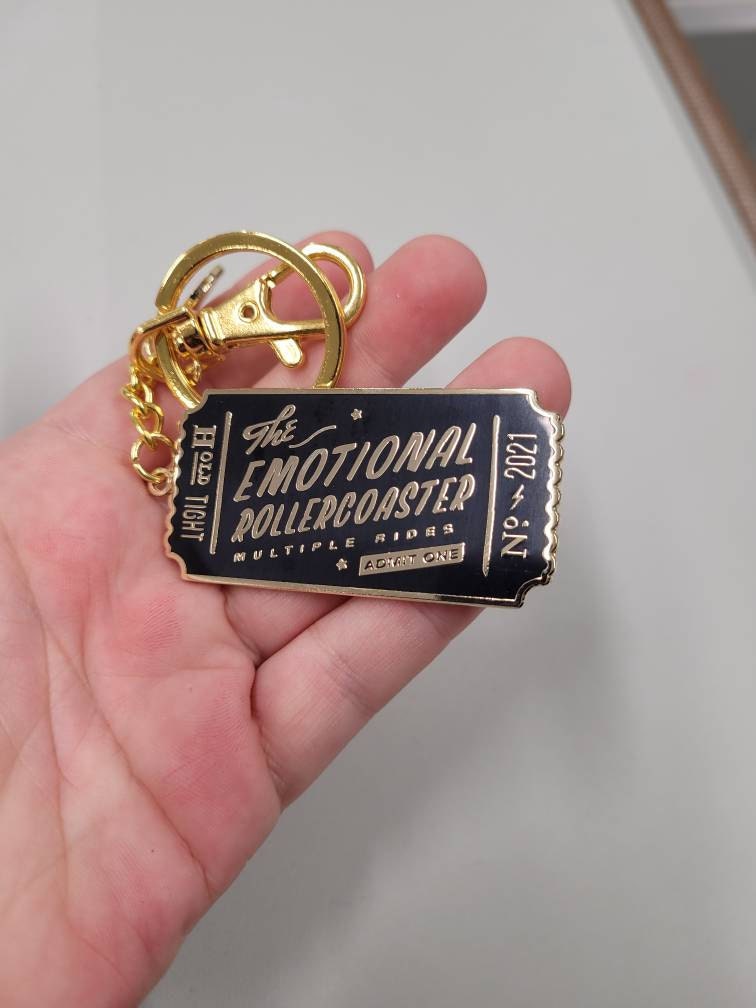 HOLD TIGHT
The
EMOTIONAL
ROLLERCOASTER
MULTIPLE RIDES
ADMIT ONE
Nº 2021